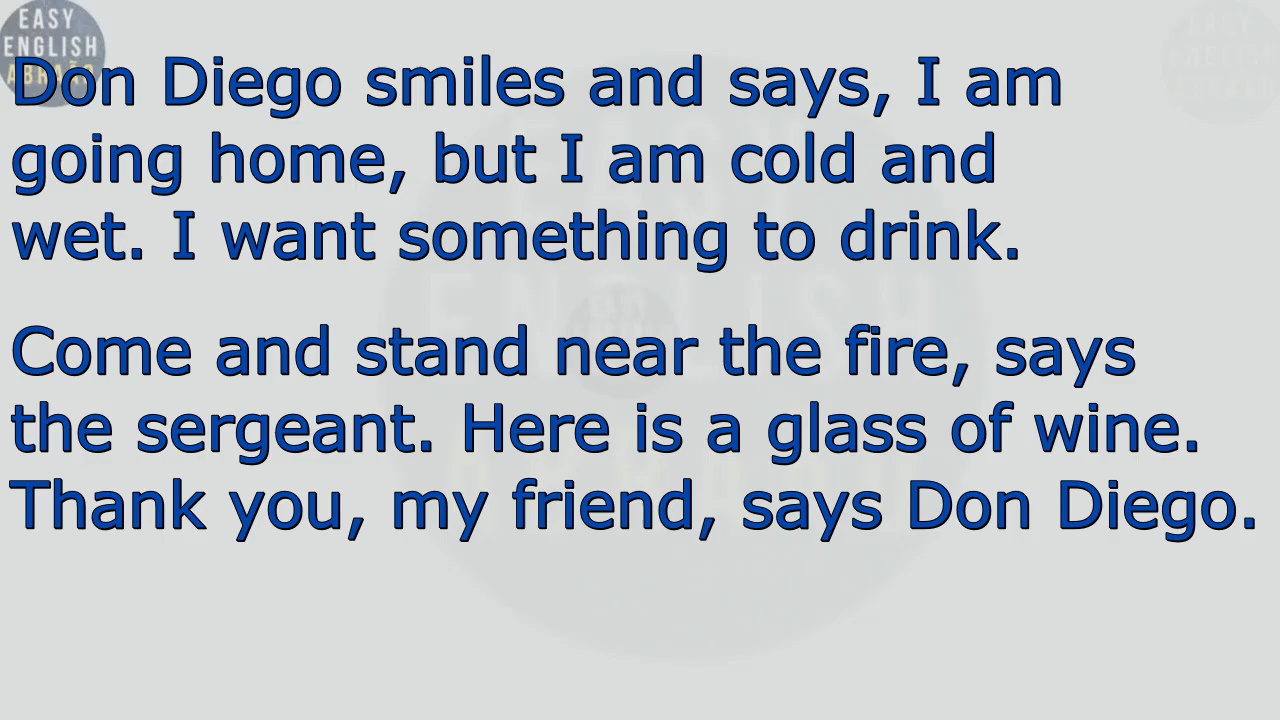 EASY
ENGLISH
ABRAÃO
Don Diego smiles and says, I am
going home, but I am cold and
wet. I want something to drink.
Come and stand near the fire, says
the sergeant. Here is a glass of wine.
Thank you, my friend, says Don Diego.